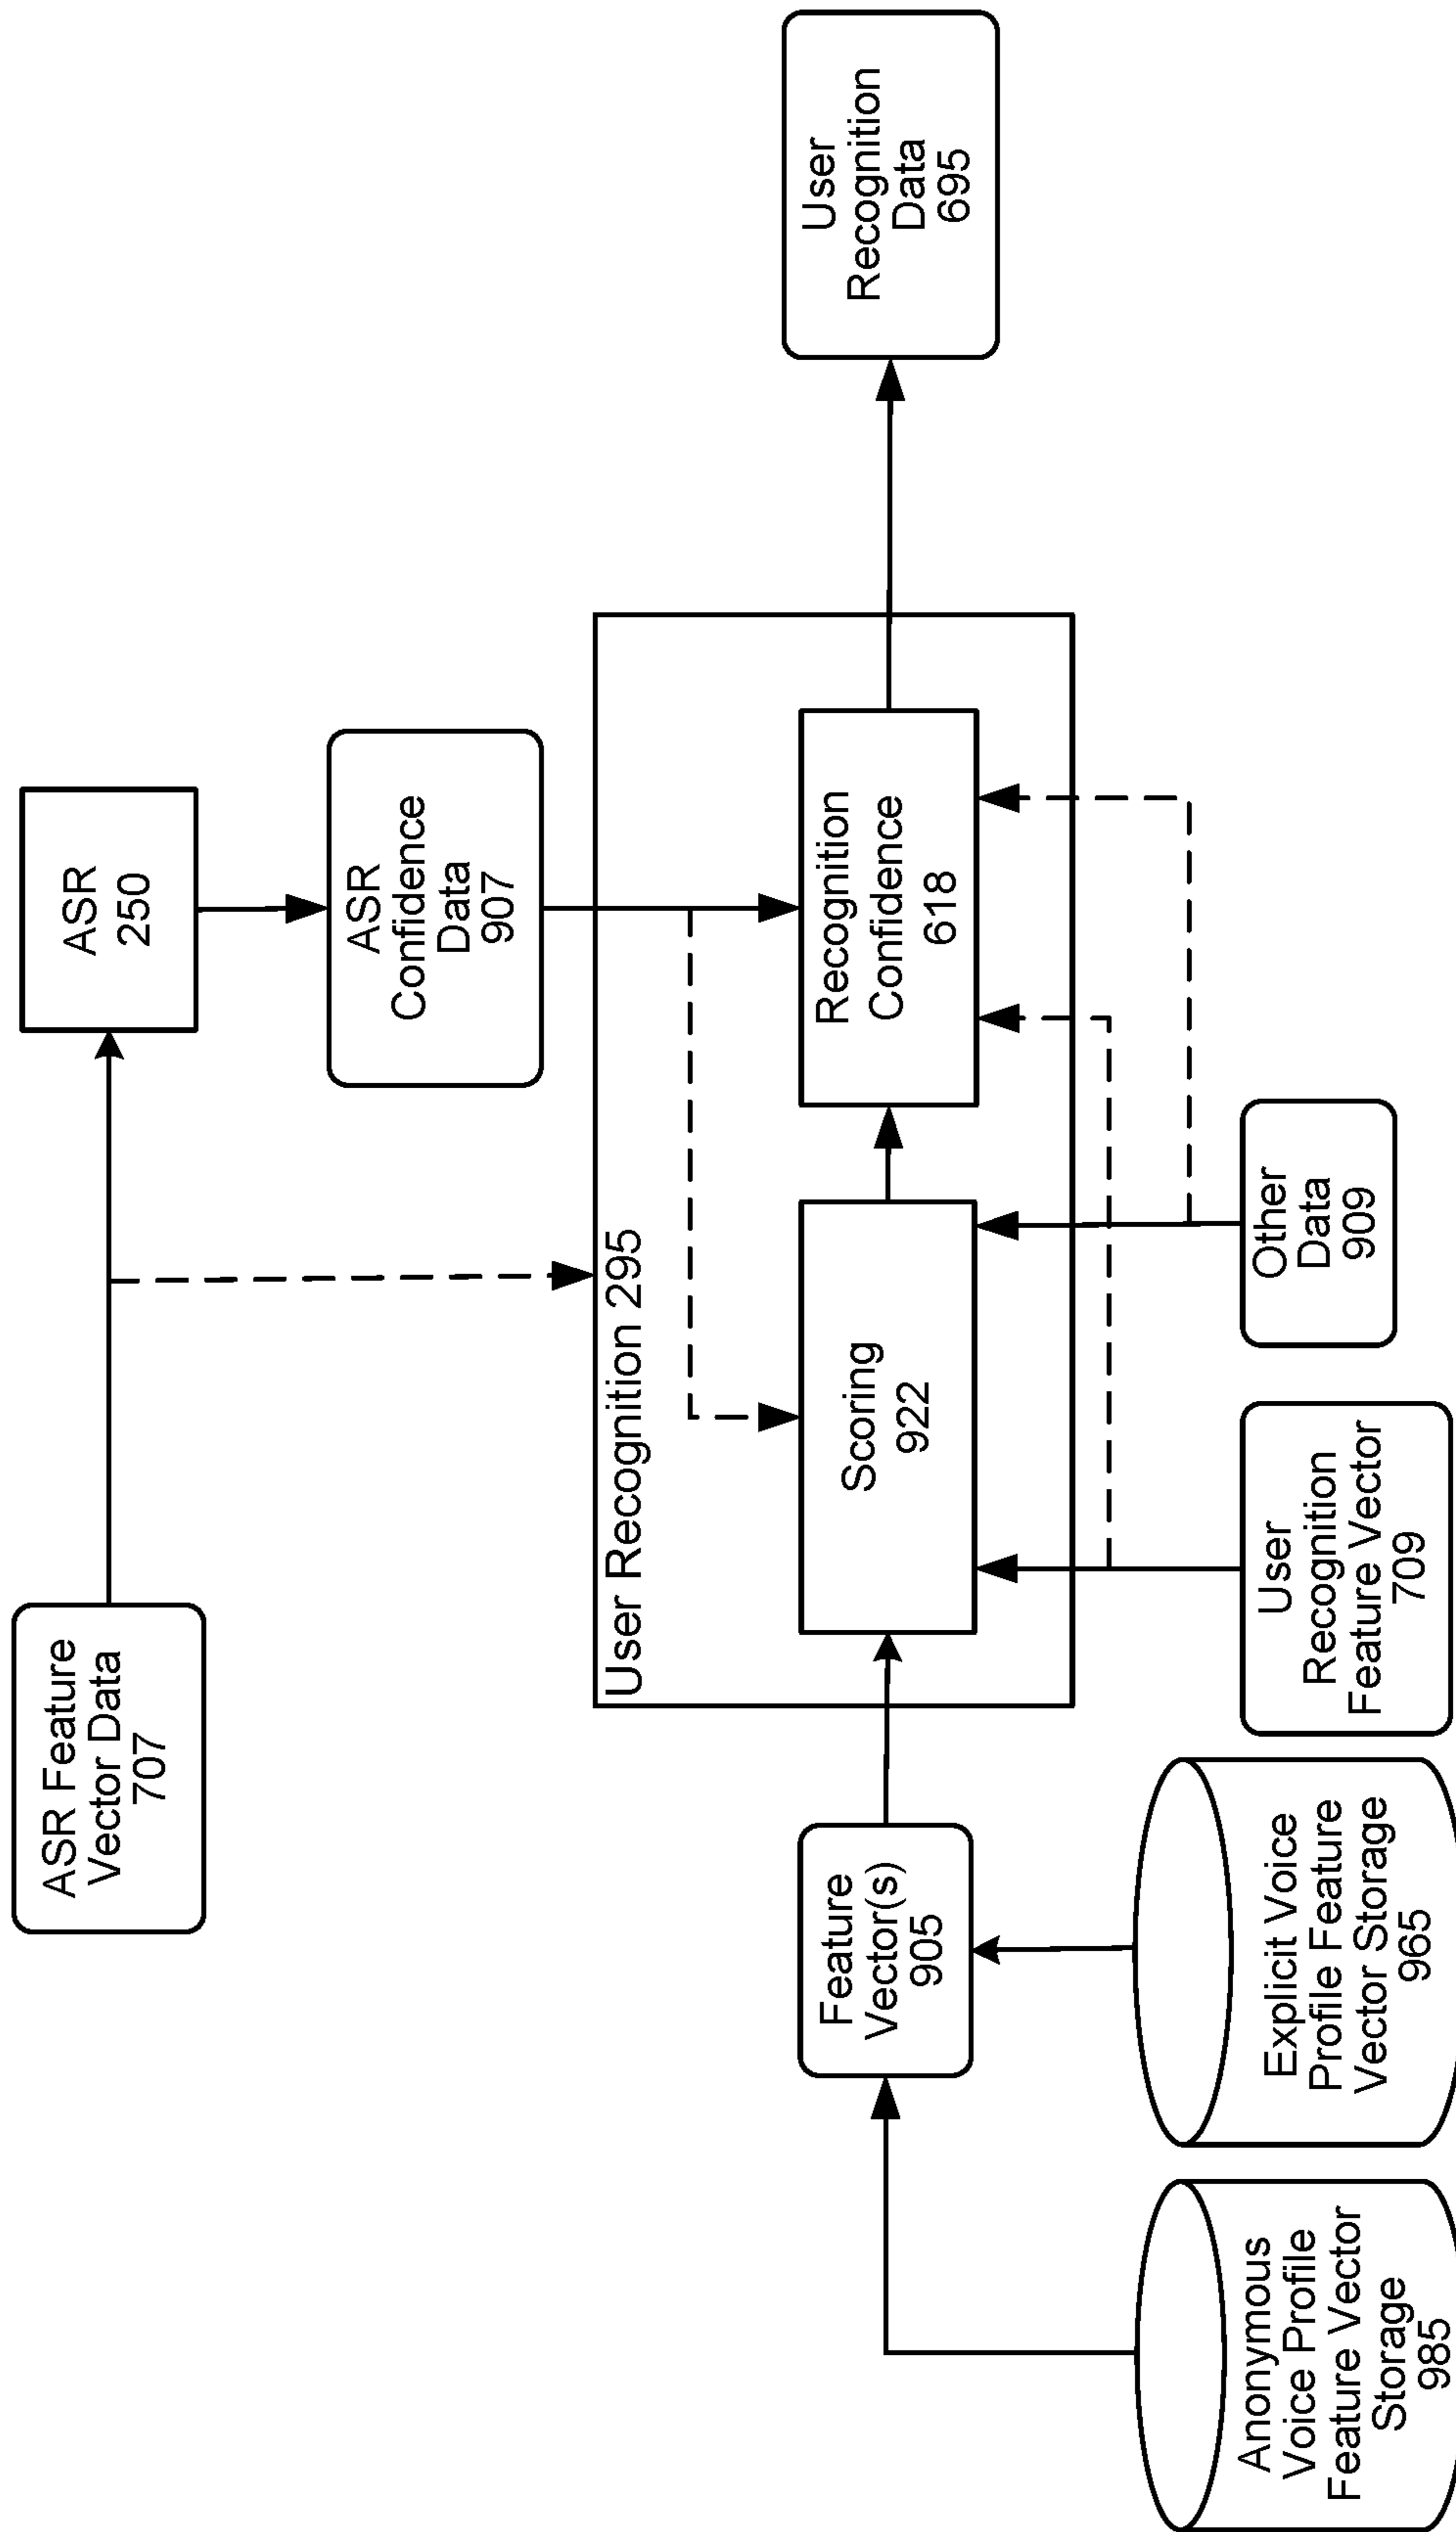 ASR Feature
Vector Data
707
ASR
250
ASR
Confidence
Data
907
User Recognition 295
Feature
Vector(s)
905
Scoring
922
Recognition
Confidence
618
User
Recognition
Data
695
Anonymous
Voice Profile
Feature Vector
Storage
985
Explicit Voice
Profile Feature
Vector Storage
965
User
Recognition
Feature Vector
709
Other
Data
909